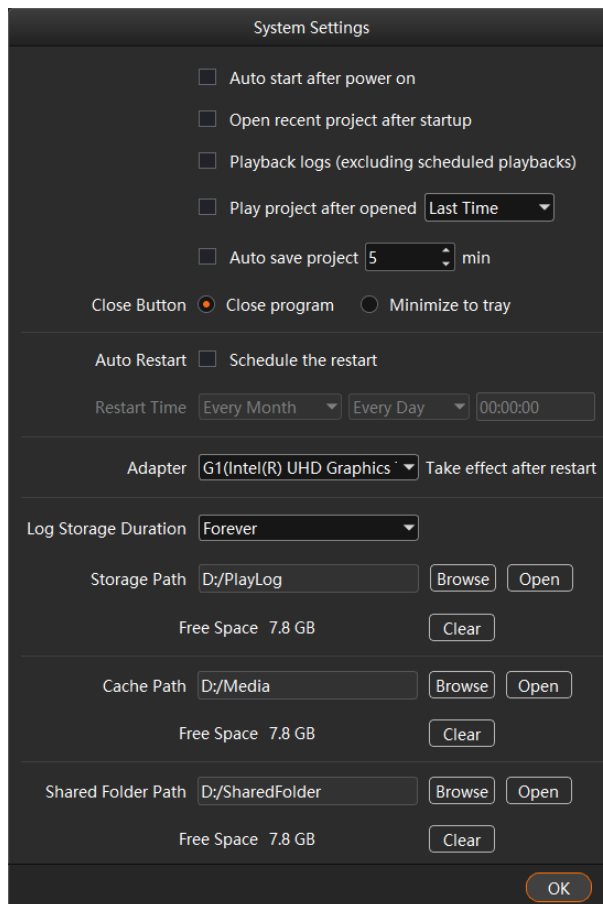 System Settings
Auto start after power on
Open recent project after startup
Playback logs (excluding scheduled playbacks)
Play project after opened Last Time
Auto save project 5 min
Close Button Close program Minimize to tray
Auto Restart Schedule the restart
Restart Time Every Month Every Day 00:00:00
Adapter G1(Intel(R) UHD Graphics Take effect after restart
Log Storage Duration Forever
Storage Path D:/PlayLog Browse Open
Free Space 7.8 GB Clear
Cache Path D:/Media Browse Open
Free Space 7.8 GB Clear
Shared Folder Path D:/SharedFolder Browse Open
Free Space 7.8 GB Clear
OK